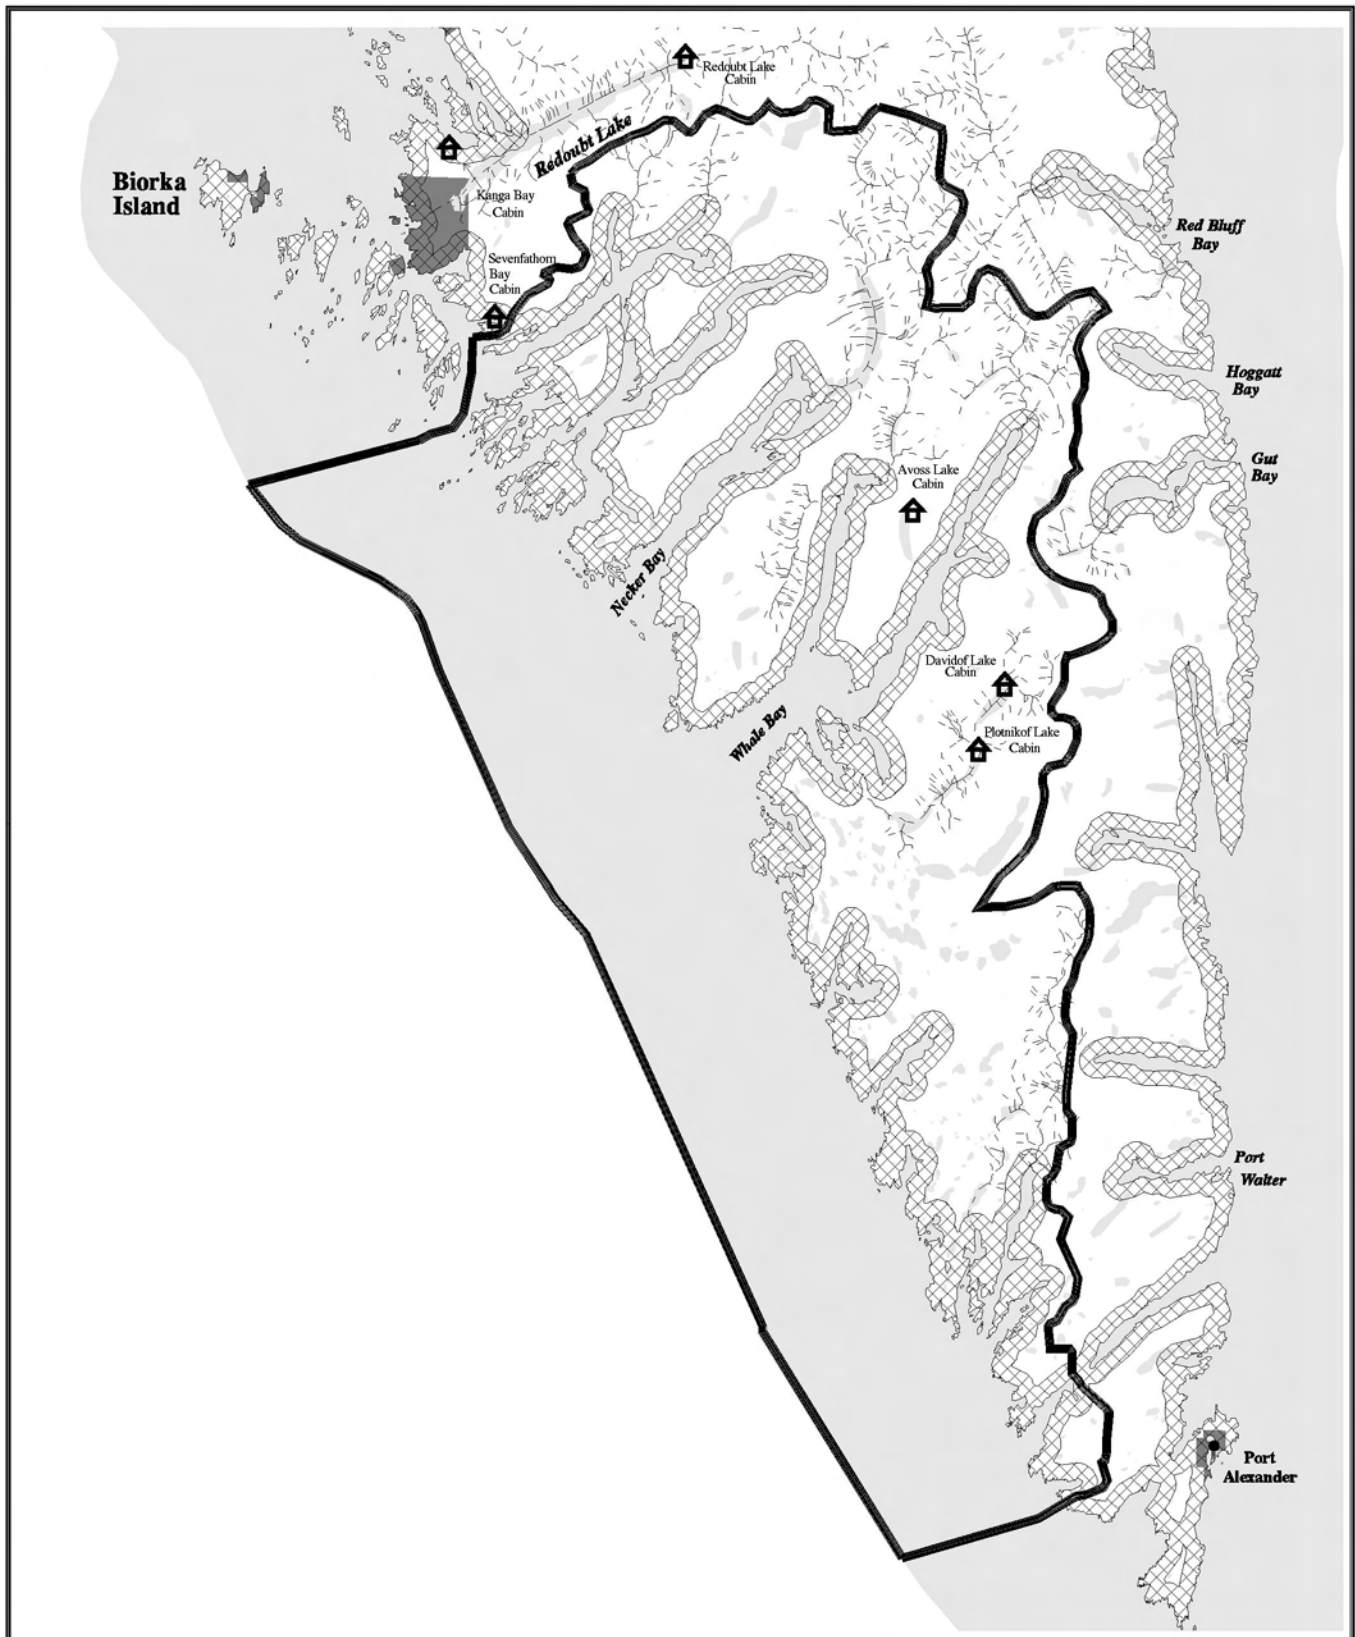 Redoubt Lake
Cabin
Redoubt Lake
Biorka
Island
Kanga Bay
Cabin
Red Bluff
Bay
Sevenfathom
Bay
Cabin
Hoggatt
Bay
Gut
Bay
Avoss Lake
Cabin
Necker Bay
Davidof Lake
Cabin
Whale Bay
Plotnikof Lake
Cabin
Port
Walter
Port
Alexander